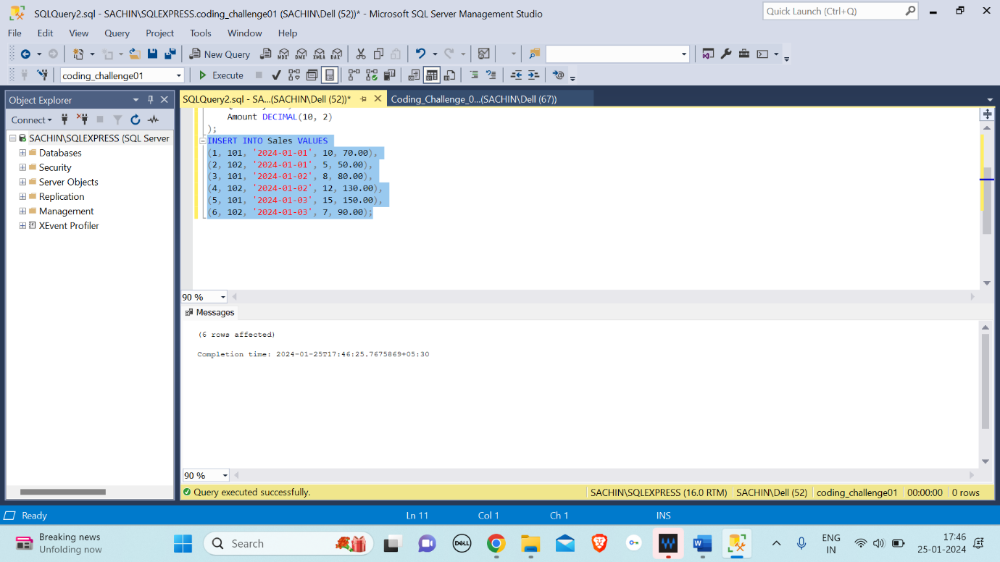 SQLQuery2.sql - SACHIN\SQLEXPRESS.coding_challenge01 (SACHIN\Dell (52))* - Microsoft SQL Server Management Studio
Quick Launch (Ctrl+Q)
File Edit View Query Project Tools Window Help
New Query
MDX DMX XMLA DAX
coding_challenge01
Execute
Object Explorer
SQLQuery2.sql - SA...(SACHIN\Dell (52))*
Coding_Challenge_0...(SACHIN\Dell (67))
Connect
SACHIN\SQLEXPRESS (SQL Server
Databases
Security
Server Objects
Replication
Management
XEvent Profiler
Amount DECIMAL(10, 2)
);
INSERT INTO Sales VALUES
(1, 101, '2024-01-01', 10, 70.00),
(2, 102, '2024-01-01', 5, 50.00),
(3, 101, '2024-01-02', 8, 80.00),
(4, 102, '2024-01-02', 12, 130.00),
(5, 101, '2024-01-03', 15, 150.00),
(6, 102, '2024-01-03', 7, 90.00);
90 %
Messages
(6 rows affected)
Completion time: 2024-01-25T17:46:25.7675869+05:30
90 %
Query executed successfully.
SACHIN\SQLEXPRESS (16.0 RTM)
SACHIN\Dell (52)
coding_challenge01
00:00:00
0 rows
Ready
Ln 11
Col 1
Ch 1
INS
Breaking news
Unfolding now
Search
DELL
ENG
IN
17:46
25-01-2024